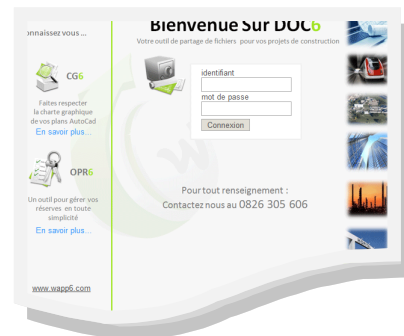 onnaissez vous ...
CG6
Faites respecter
la charte graphique
de vos plans AutoCad
En savoir plus...
OPR6
Un outil pour gérer vos
réserves en toute
simplicité
En savoir plus...
www.wapp6.com
Bienvenue Sur DOC6
Votre outil de partage de fichiers pour vos projets de construction
identifiant
mot de passe
Connexion
Pour tout renseignement :
Contactez nous au 0826 305 606